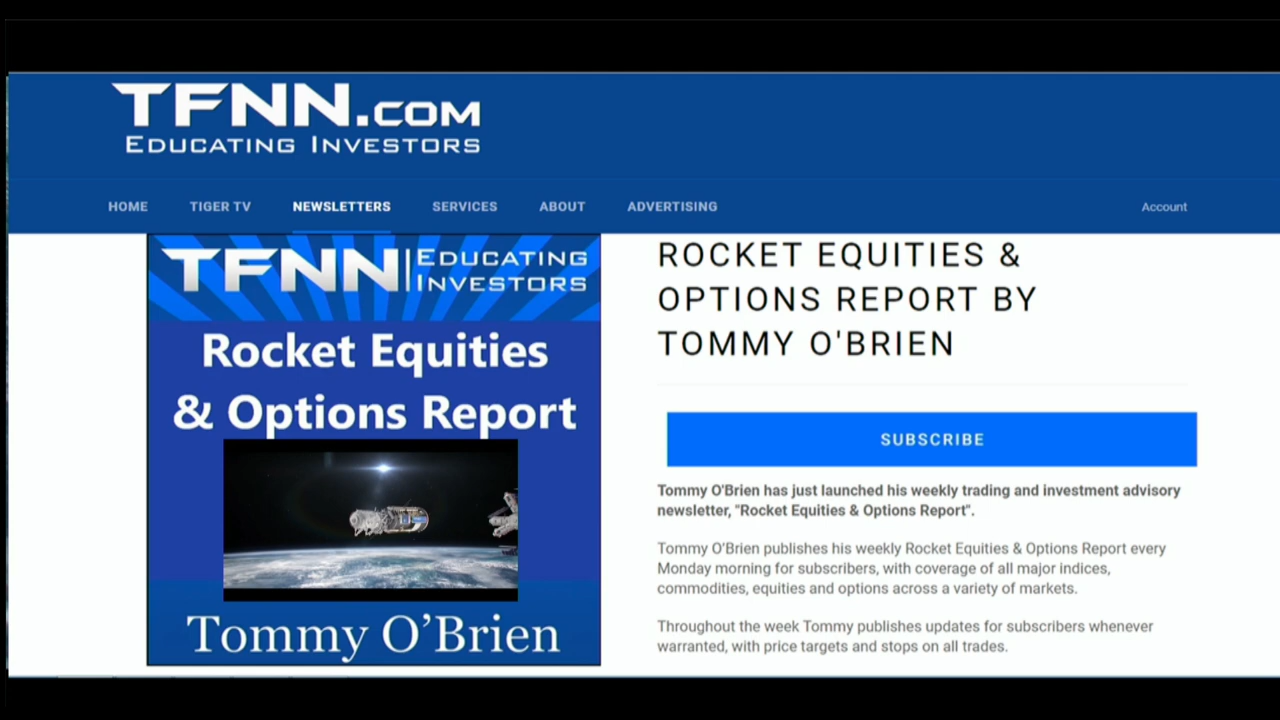 TFNN.COM
EDUCATING INVESTORS
HOME TIGER TV NEWSLETTERS SERVICES ABOUT ADVERTISING Account
TFNN EDUCATING
INVESTORS
Rocket Equities
& Options Report
Tommy O’Brien
ROCKET EQUITIES &
OPTIONS REPORT BY
TOMMY O'BRIEN
SUBSCRIBE
Tommy O'Brien has just launched his weekly trading and investment advisory
newsletter, "Rocket Equities & Options Report".
Tommy O’Brien publishes his weekly Rocket Equities & Options Report every
Monday morning for subscribers, with coverage of all major indices,
commodities, equities and options across a variety of markets.
Throughout the week Tommy publishes updates for subscribers whenever
warranted, with price targets and stops on all trades.